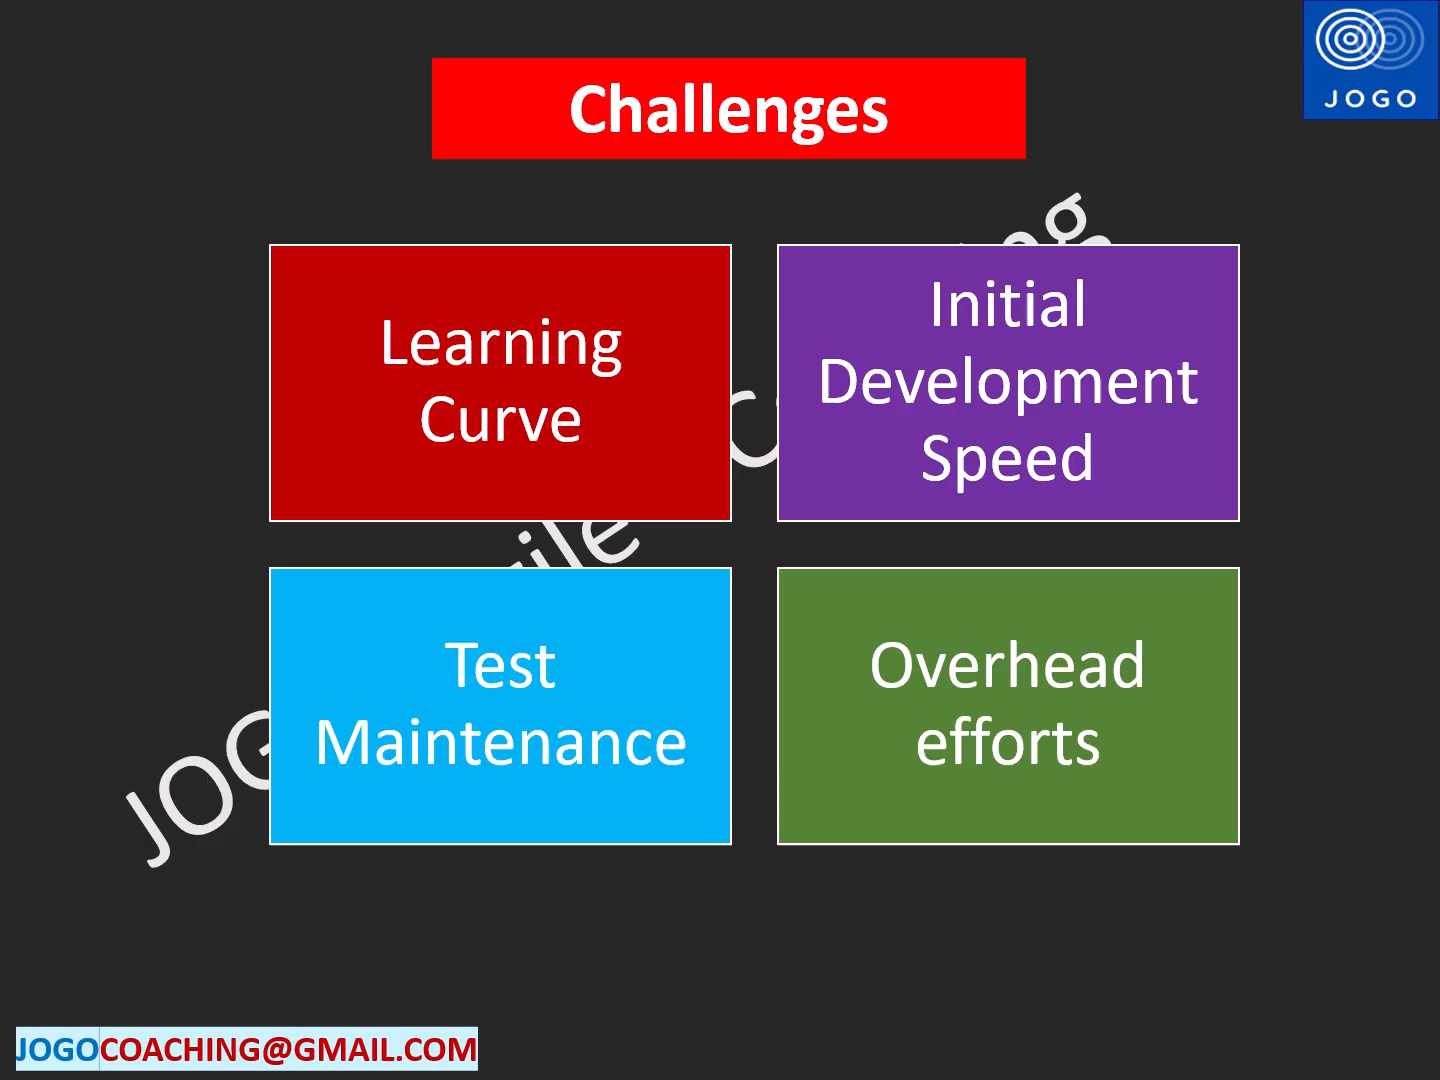 JOGO
Challenges
Learning
Curve
Initial
Development
Speed
Test
Maintenance
Overhead
efforts
JOGOCOACHING@GMAIL.COM